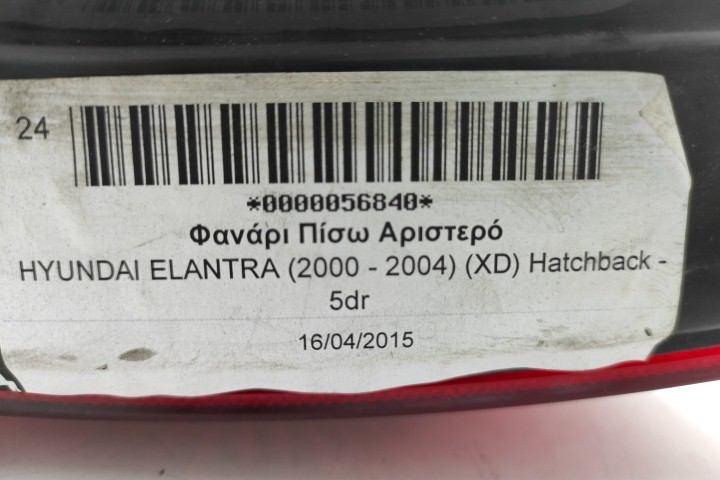 24
*0000056840*
Φανάρι Πίσω Αριστερό
HYUNDAI ELANTRA (2000 - 2004) (XD) Hatchback -
5dr
16/04/2015